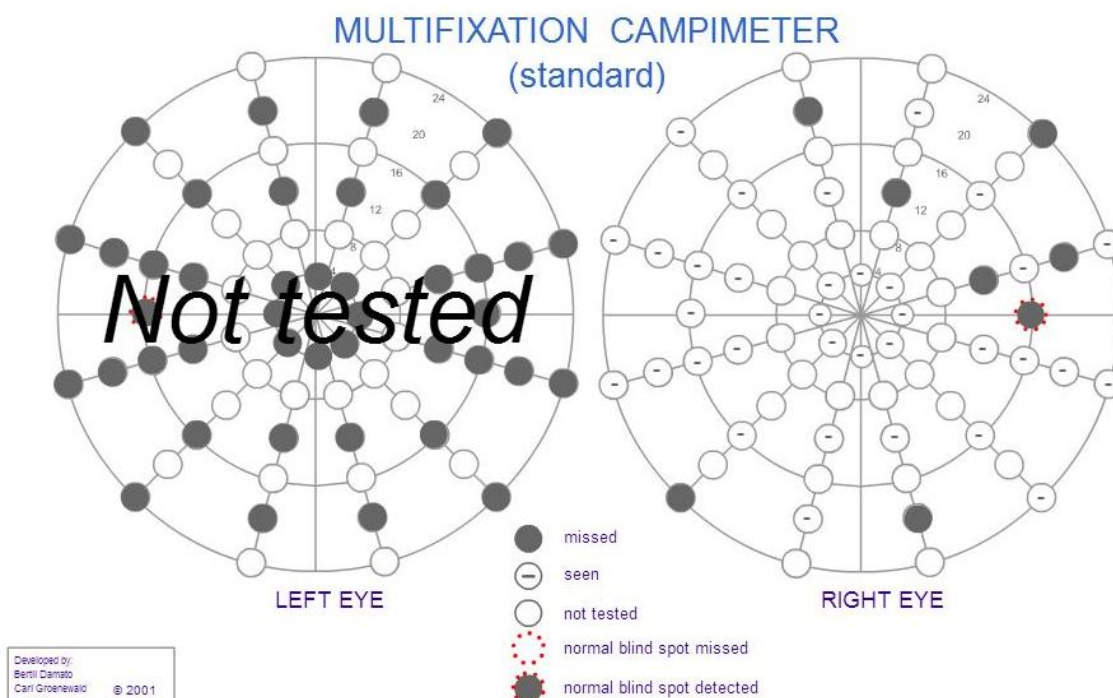 MULTIFIXATION CAMPIMETER
(standard)
24
20
16
12
8
4
Not tested
LEFT EYE
24
20
16
12
8
4
RIGHT EYE
missed
seen
not tested
normal blind spot missed
normal blind spot detected
Developed by:
Bertil Damato
Carl Groenewald © 2001